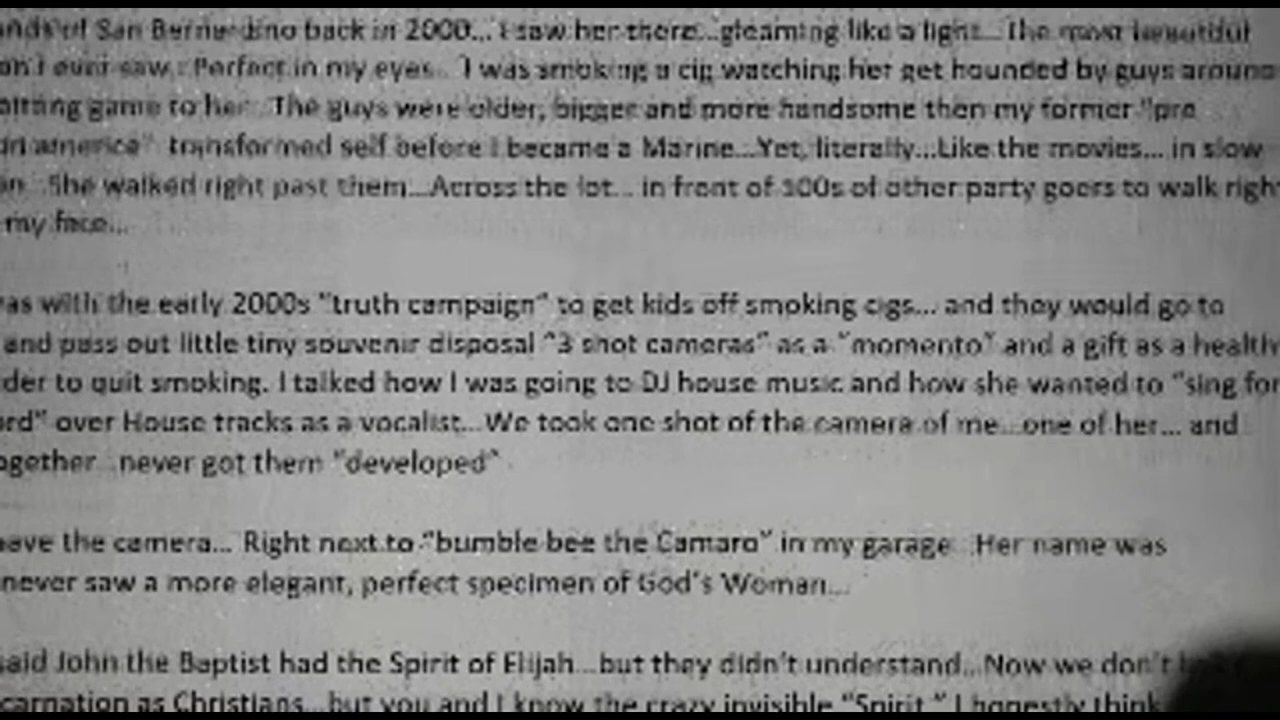 of San Bernardino back in 2000... I saw her there...gleaming like a light...The most beautiful
I ever saw. Perfect in my eyes. I was smoking a cig watching her get hounded by guys around
game to her. The guys were older, bigger and more handsome then my former "pre
america" transformed self before I became a Marine...Yet, literally...Like the movies... in slow
She walked right past them...Across the lot... in front of 100s of other party goers to walk right
my face...
with the early 2000s "truth campaign" to get kids off smoking cigs... and they would go to
and pass out little tiny souvenir disposal "3 shot cameras" as a "momento" and a gift as a health
to quit smoking. I talked how I was going to DJ house music and how she wanted to "sing for
over House tracks as a vocalist...We took one shot of the camera of me...one of her... and
never got them "developed"
the camera... Right next to "bumble bee the Camaro" in my garage. Her name was
never saw a more elegant, perfect specimen of God's Woman...
said John the Baptist had the Spirit of Elijah...but they didn't understand...Now we don't
as Christians...but you and I know the crazy invisible "Spirit." I honestly think